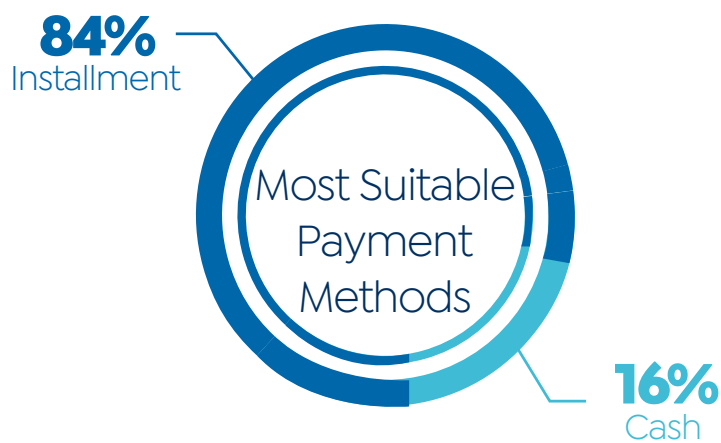 84%
Installment
Most Suitable
Payment
Methods
16%
Cash